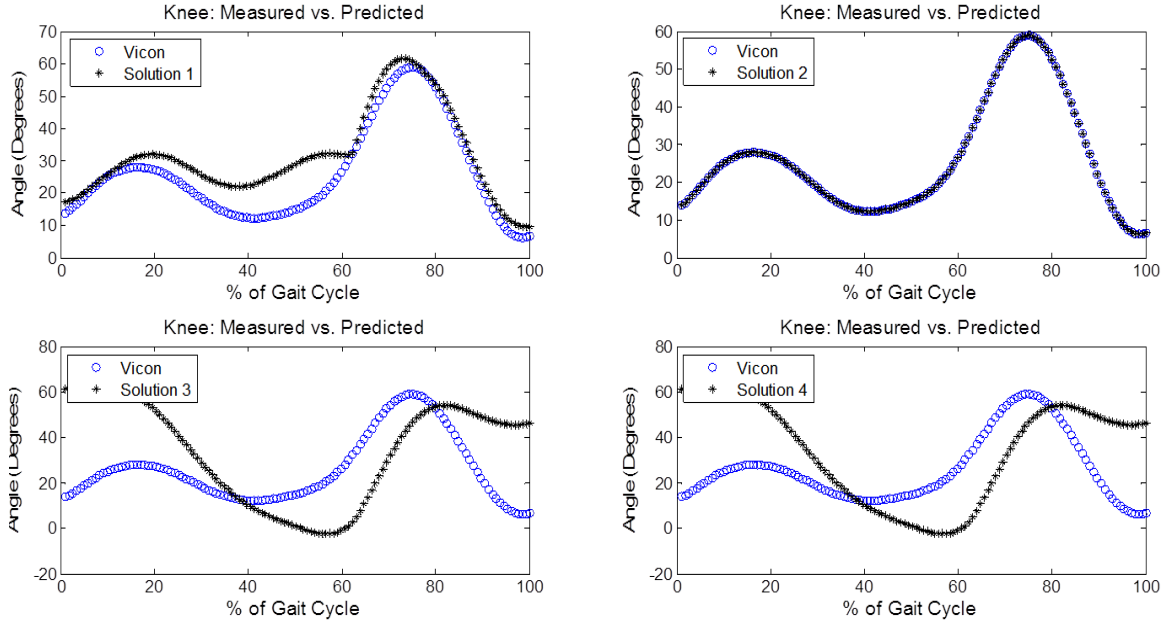 Knee: Measured vs. Predicted
70
60
50
40
30
20
10
0
Angle (Degrees)
Vicon
Solution 1
0 20 40 60 80 100
% of Gait Cycle
Knee: Measured vs. Predicted
60
50
40
30
20
10
0
Angle (Degrees)
Vicon
Solution 2
0 20 40 60 80 100
% of Gait Cycle
Knee: Measured vs. Predicted
80
60
40
20
0
-20
Angle (Degrees)
Vicon
Solution 3
0 20 40 60 80 100
% of Gait Cycle
Knee: Measured vs. Predicted
80
60
40
20
0
-20
Angle (Degrees)
Vicon
Solution 4
0 20 40 60 80 100
% of Gait Cycle